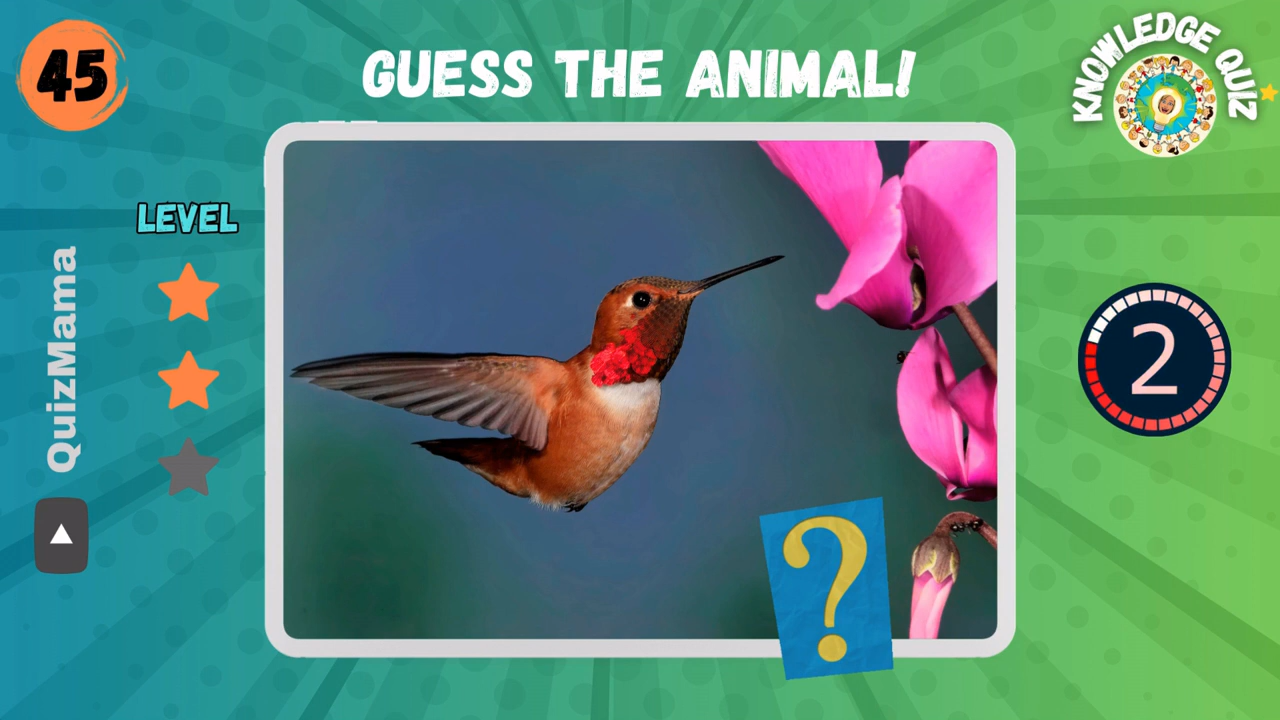 45
GUESS THE ANIMAL!
KNOWLEDGE QUIZ
LEVEL
QuizMama
2
?